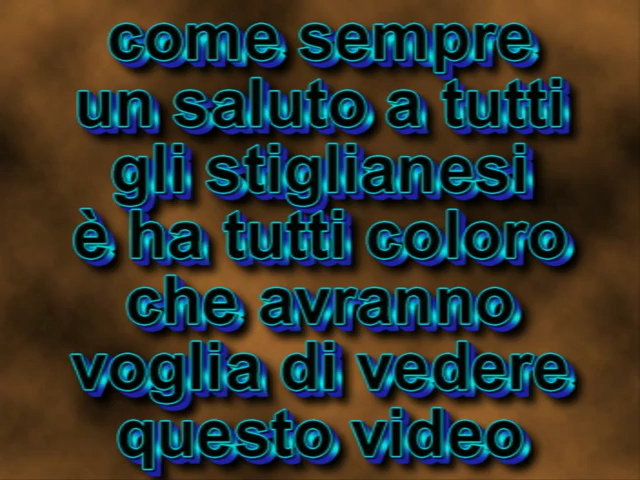 come sempre
un saluto a tutti
gli stiglianesi
è ha tutti coloro
che avranno
voglia di vedere
questo video